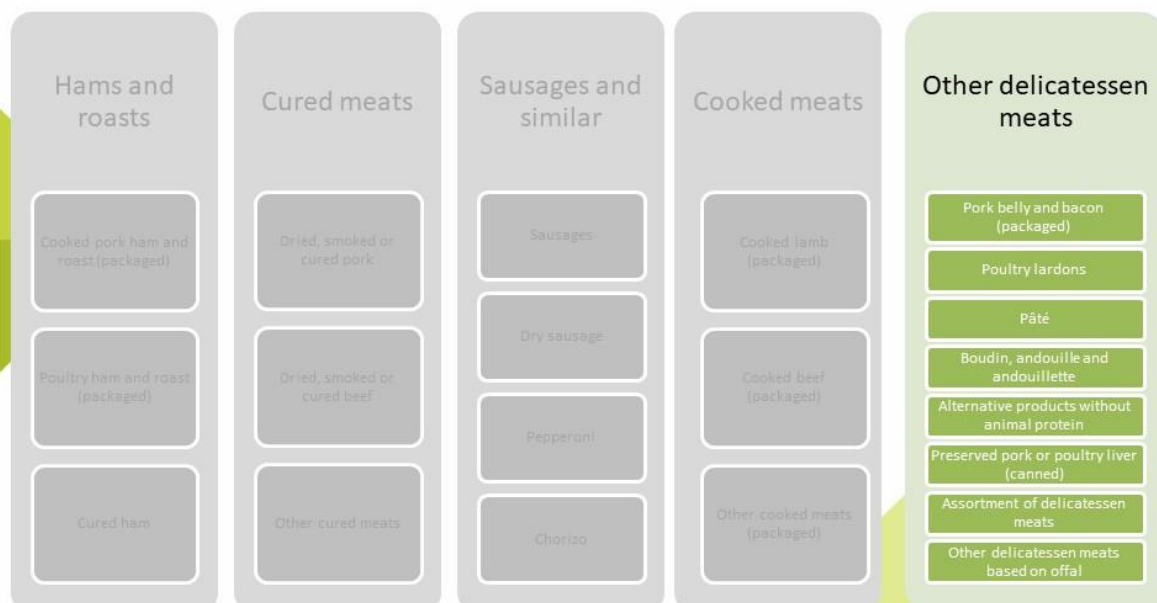 Hams and
roasts
Cooked pork ham and
roast (packaged)
Poultry ham and roast
(packaged)
Cured ham
Cured meats
Dried, smoked or
cured pork
Dried, smoked or
cured beef
Other cured meats
Sausages and
similar
Sausages
Dry sausage
Pepperoni
Chorizo
Cooked meats
Cooked lamb
(packaged)
Cooked beef
(packaged)
Other cooked meats
(packaged)
Other delicatessen
meats
Pork belly and bacon
(packaged)
Poultry lardons
Pâté
Boudin, andouille and
andouillette
Alternative products without
animal protein
Preserved pork or poultry liver
(canned)
Assortment of delicatessen
meats
Other delicatessen meats
based on offal